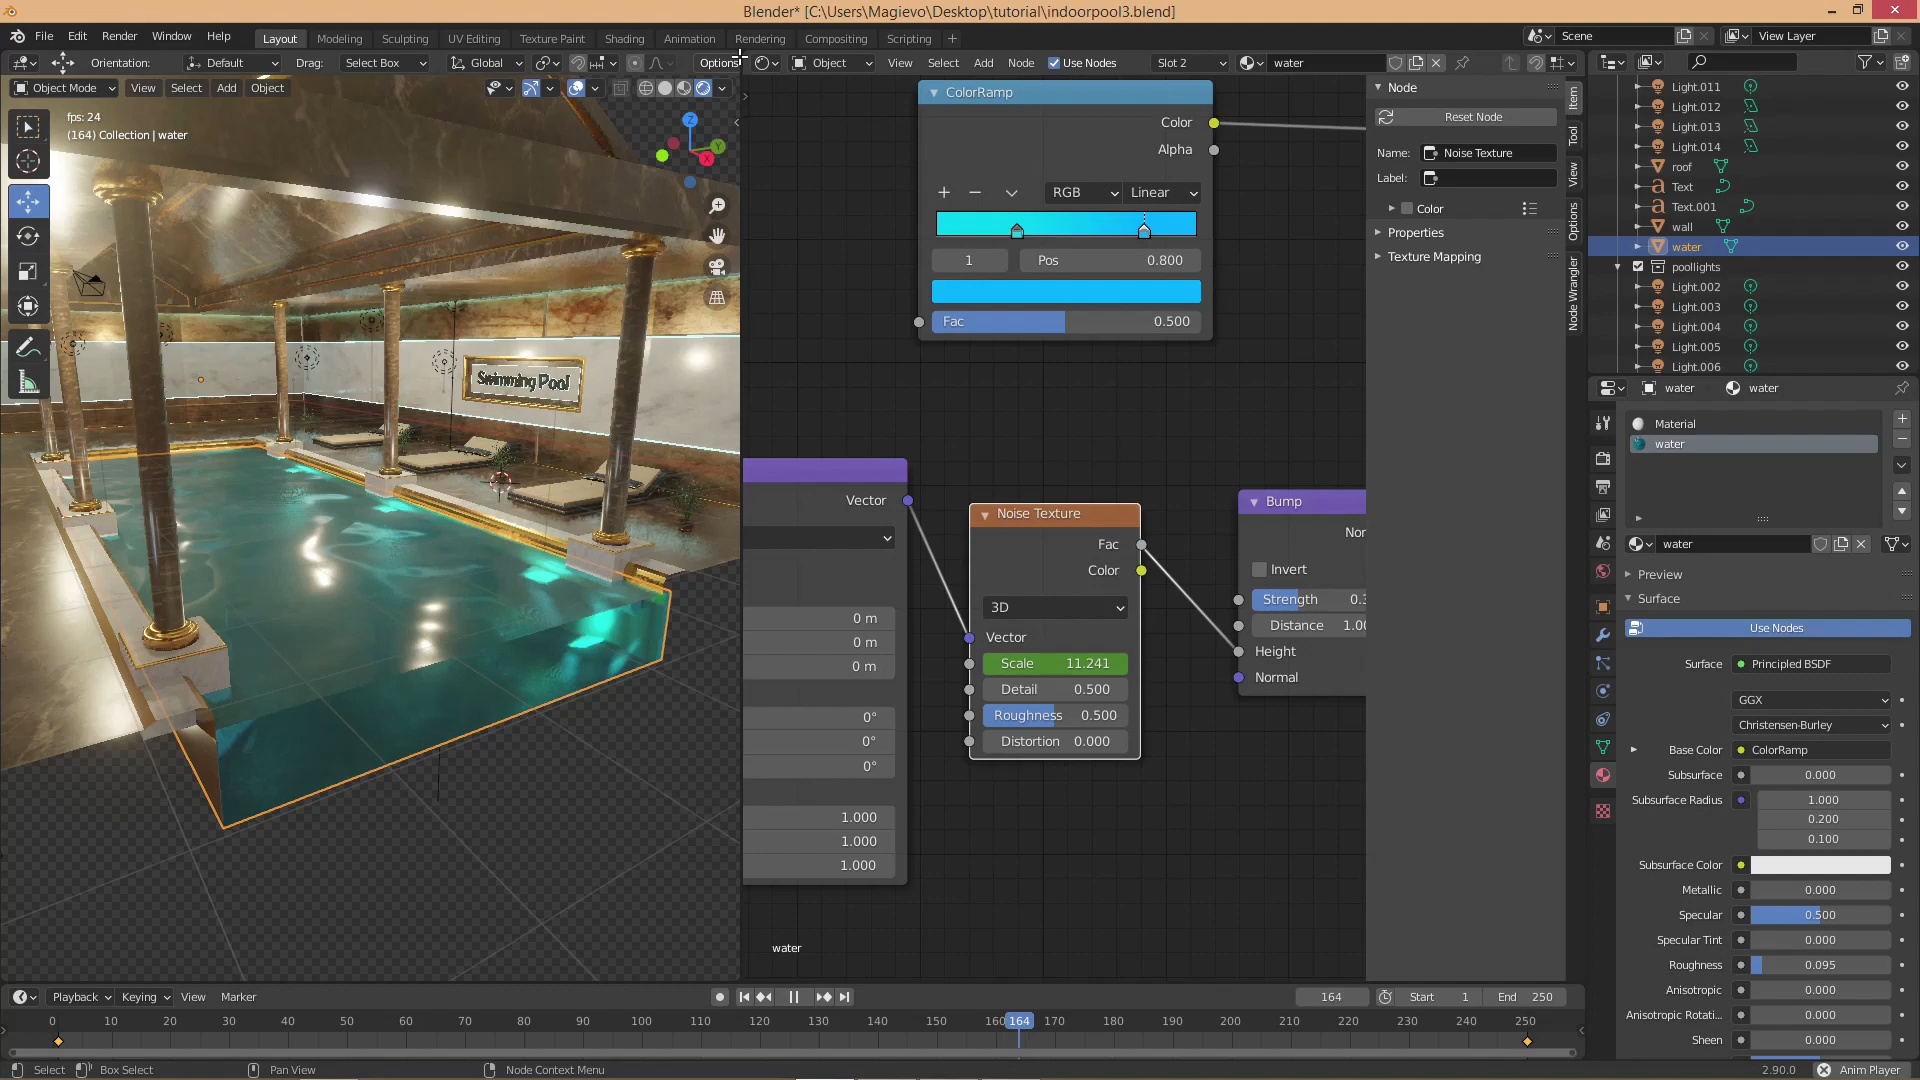 Blender* [C:\Users\Magievo\Desktop\tutorial\indoorpool3.blend]
File Edit Render Window Help Layout Modeling Sculpting UV Editing Texture Paint Shading Animation Rendering Compositing Scripting + Scene View Layer
Orientation: Default Drag: Select Box Global Options Object View Select Add Node Use Nodes Slot 2 water
Object Mode View Select Add Object
fps: 24
(164) Collection | water
Z
Y
X
Swimming Pool
ColorRamp
Color
Alpha
RGB Linear
1 Pos 0.800
Fac 0.500
Vector
0 m
0 m
0 m
0°
0°
0°
1.000
1.000
1.000
Noise Texture
Fac
Color
3D
Vector
Scale 11.241
Detail 0.500
Roughness 0.500
Distortion 0.000
Bump
Nor
Invert
Strength 0.3
Distance 1.00
Height
Normal
water
Node
Reset Node
Name: Noise Texture
Label:
Color
Properties
Texture Mapping
Item
Tool
View
Options
Node Wrangler
Light.011
Light.012
Light.013
Light.014
roof
Text
Text.001
wall
water
poollights
Light.002
Light.003
Light.004
Light.005
Light.006
water water
Material
water
water
Preview
Surface
Use Nodes
Surface Principled BSDF
GGX
Christensen-Burley
Base Color ColorRamp
Subsurface 0.000
Subsurface Radius 1.000
0.200
0.100
Subsurface Color
Metallic 0.000
Specular 0.500
Specular Tint 0.000
Roughness 0.095
Anisotropic 0.000
Anisotropic Rotati... 0.000
Sheen 0.000
Playback Keying View Marker 164 Start 1 End 250
0 10 20 30 40 50 60 70 80 90 100 110 120 130 140 150 160 164 170 180 190 200 210 220 230 240 250
Select Box Select Pan View Node Context Menu 2.90.0 Anim Player